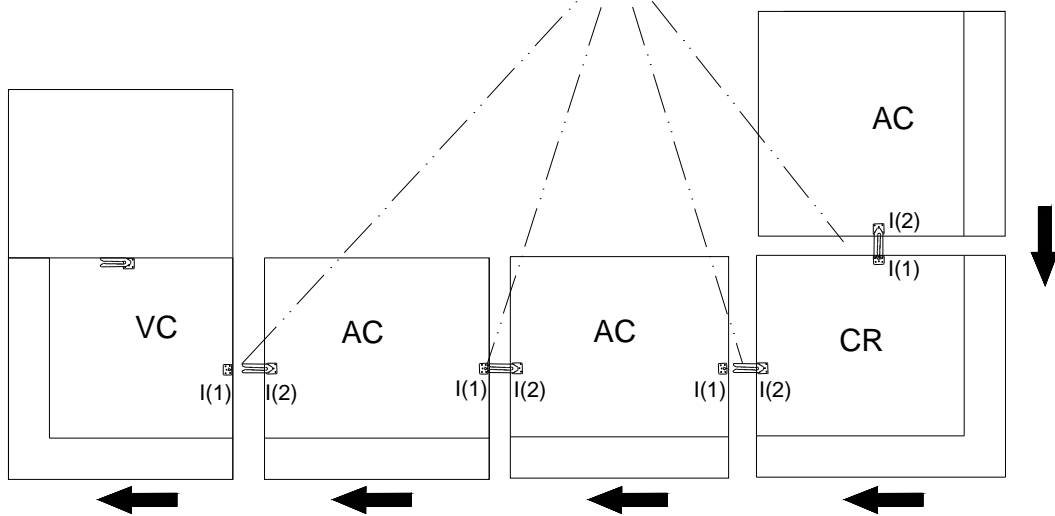 AC
I(2)
I(1)
VC
AC
AC
CR
I(1)
I(2)
I(1)
I(2)
I(1)
I(2)